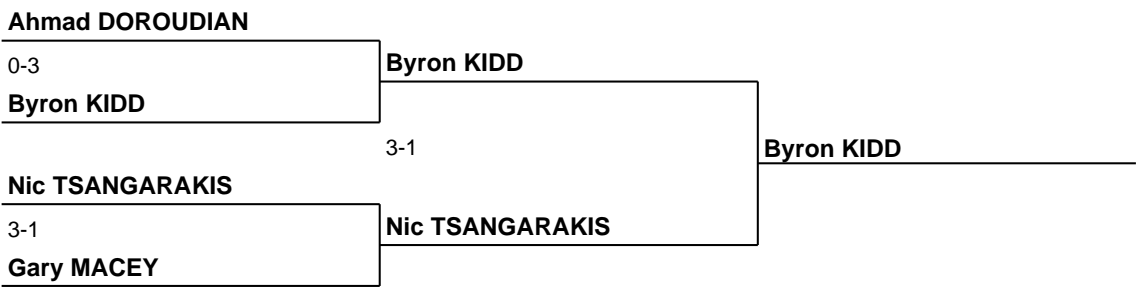 Ahmad DOROUDIAN
0-3
Byron KIDD
Byron KIDD
3-1
Byron KIDD
Nic TSANGARAKIS
3-1
Nic TSANGARAKIS
Gary MACEY